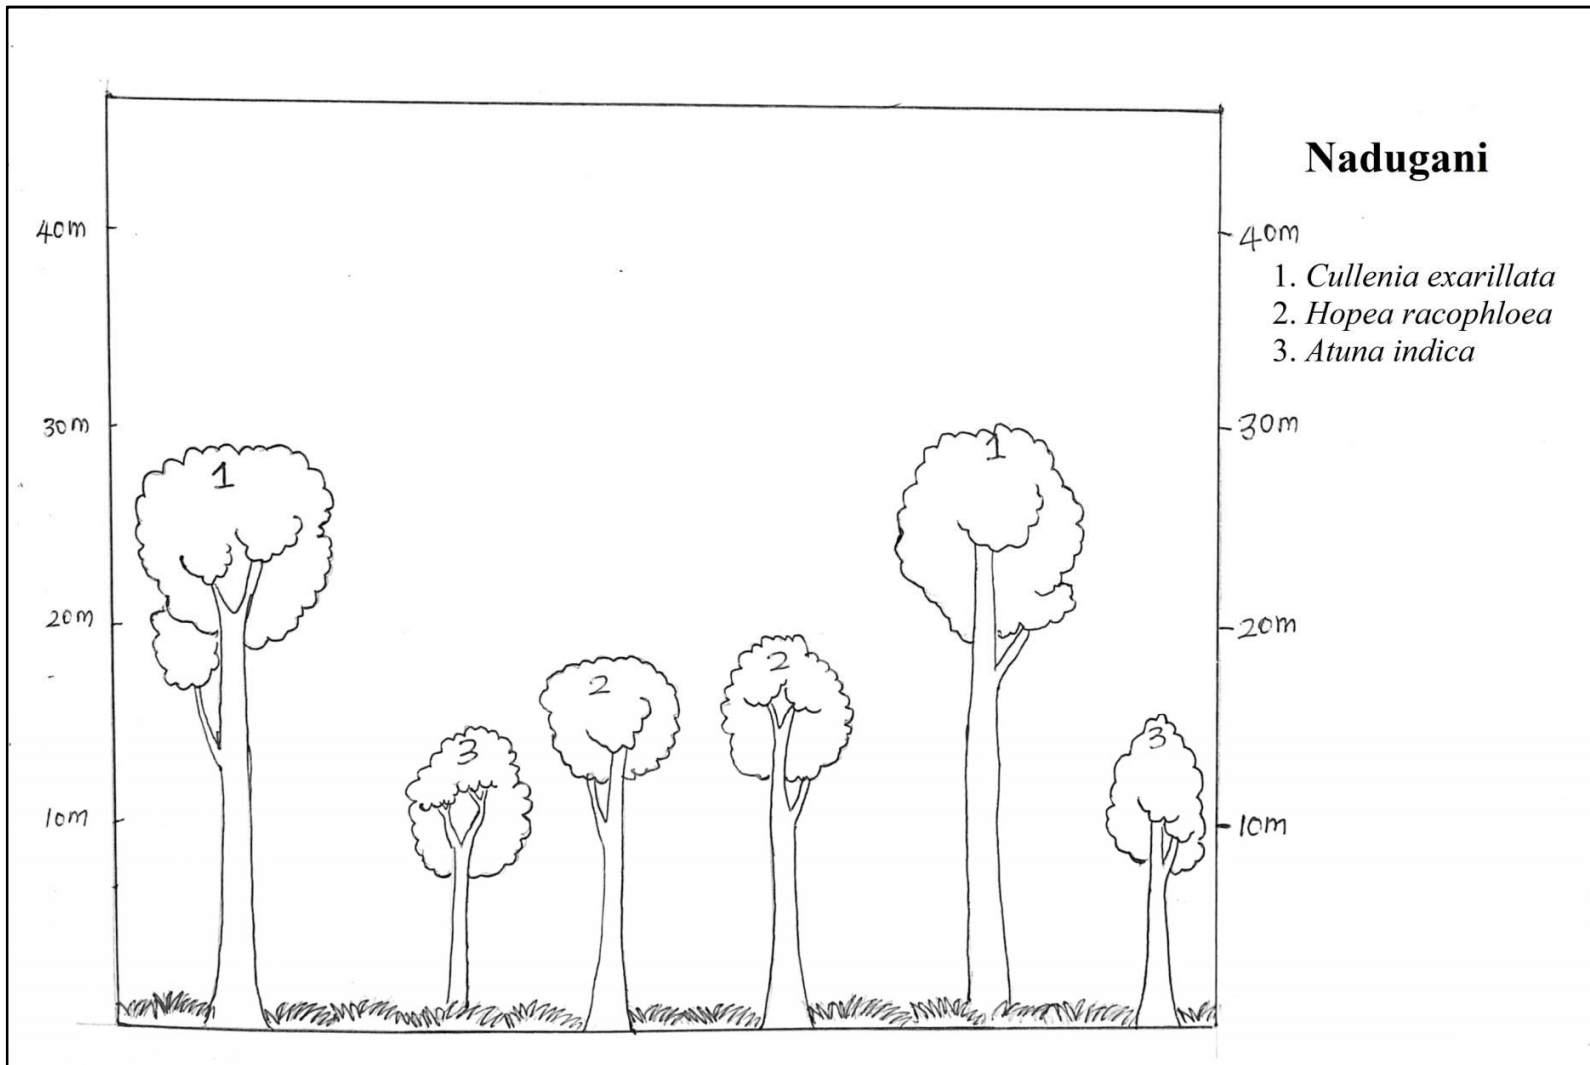 Nadugani
1. Cullenia exarillata
2. Hopea racophloea
3. Atuna indica
40m
40m
30m
30m
20m
20m
10m
10m
1
1
2
2
3
3